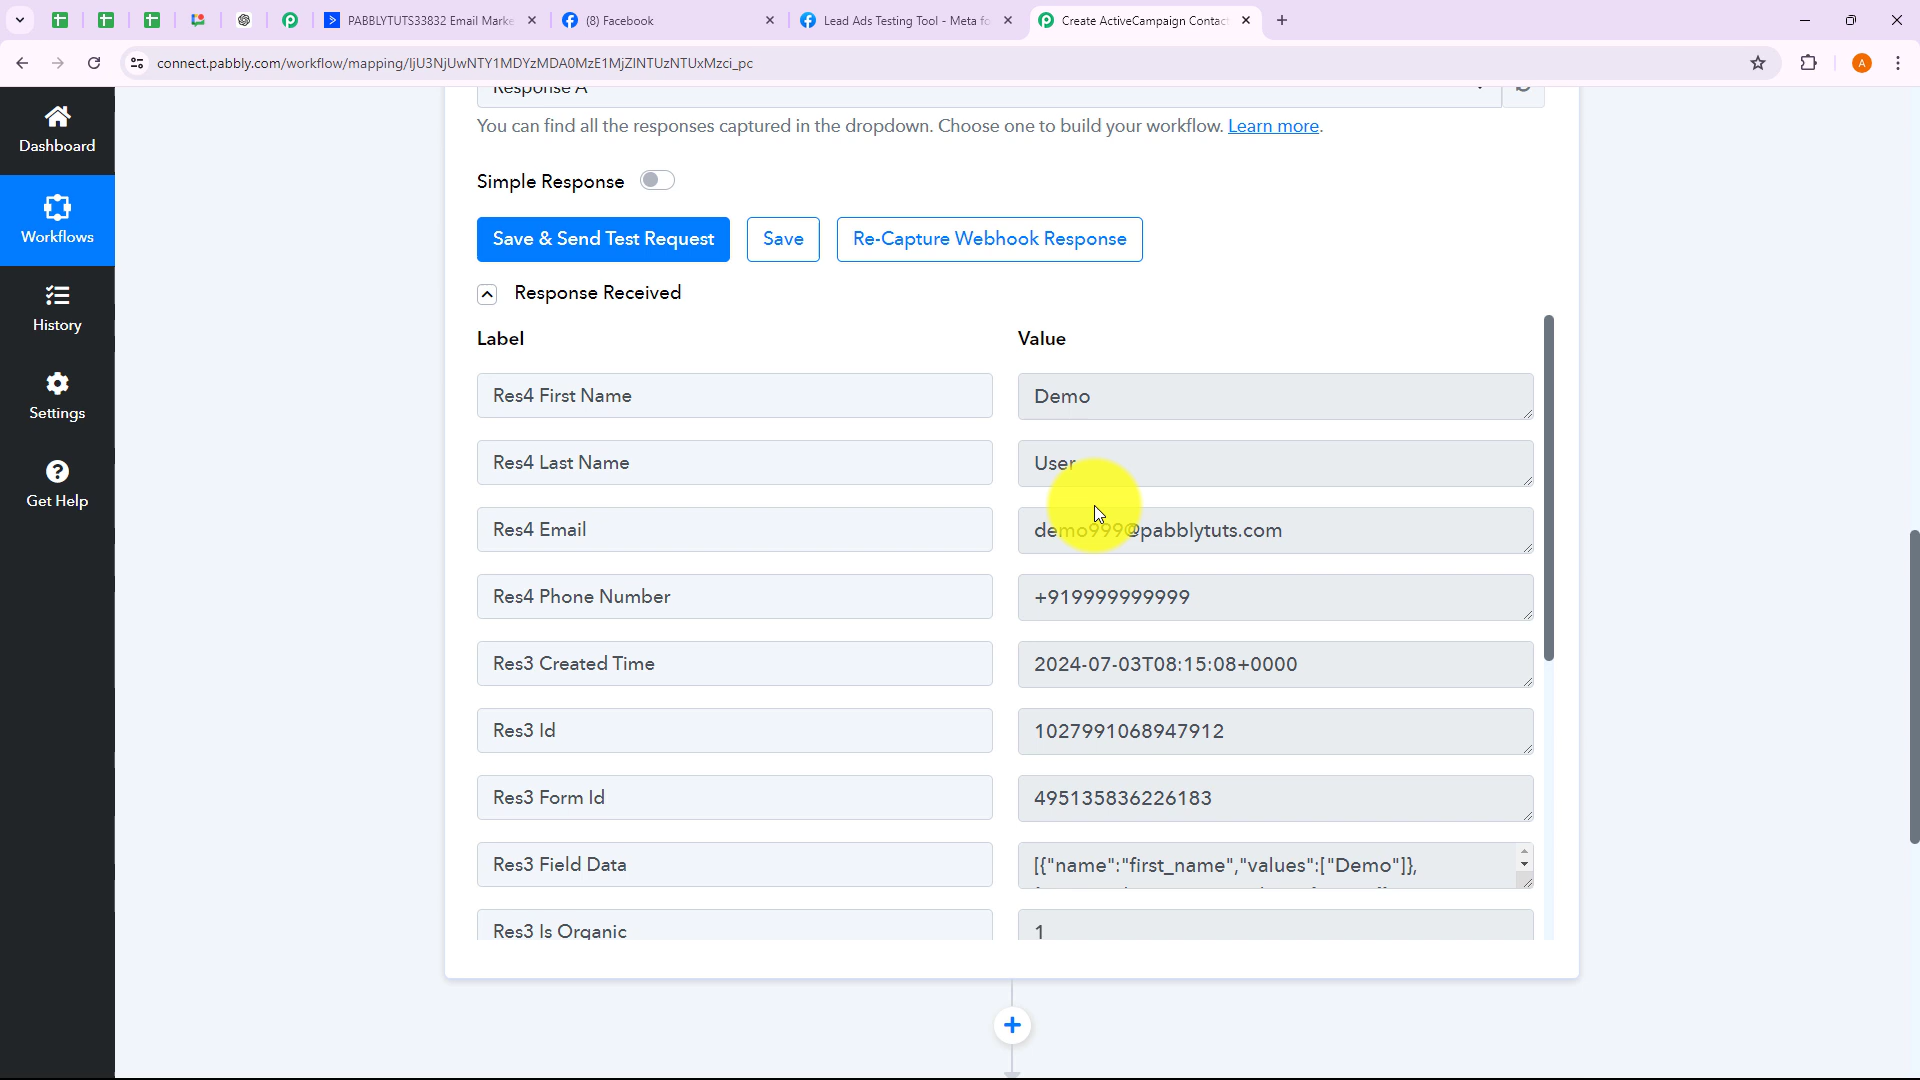 PABBLYTUTS33832 Email Marke
(8) Facebook
Lead Ads Testing Tool - Meta fo
Create ActiveCampaign Contac
connect.pabbly.com/workflow/mapping/IjU3NjUwNTY1MDYzMDA0MzE1MjZlNTUzNTUxMzci_pc
A
Dashboard
Workflows
History
Settings
Get Help
Response A
You can find all the responses captured in the dropdown. Choose one to build your workflow. Learn more.
Simple Response
Save & Send Test Request
Save
Re-Capture Webhook Response
Response Received
Label
Value
Res4 First Name
Demo
Res4 Last Name
User
Res4 Email
demo999@pabblytuts.com
Res4 Phone Number
+919999999999
Res3 Created Time
2024-07-03T08:15:08+0000
Res3 Id
1027991068947912
Res3 Form Id
495135836226183
Res3 Field Data
[{"name":"first_name","values":["Demo"]},
Res3 Is Organic
1